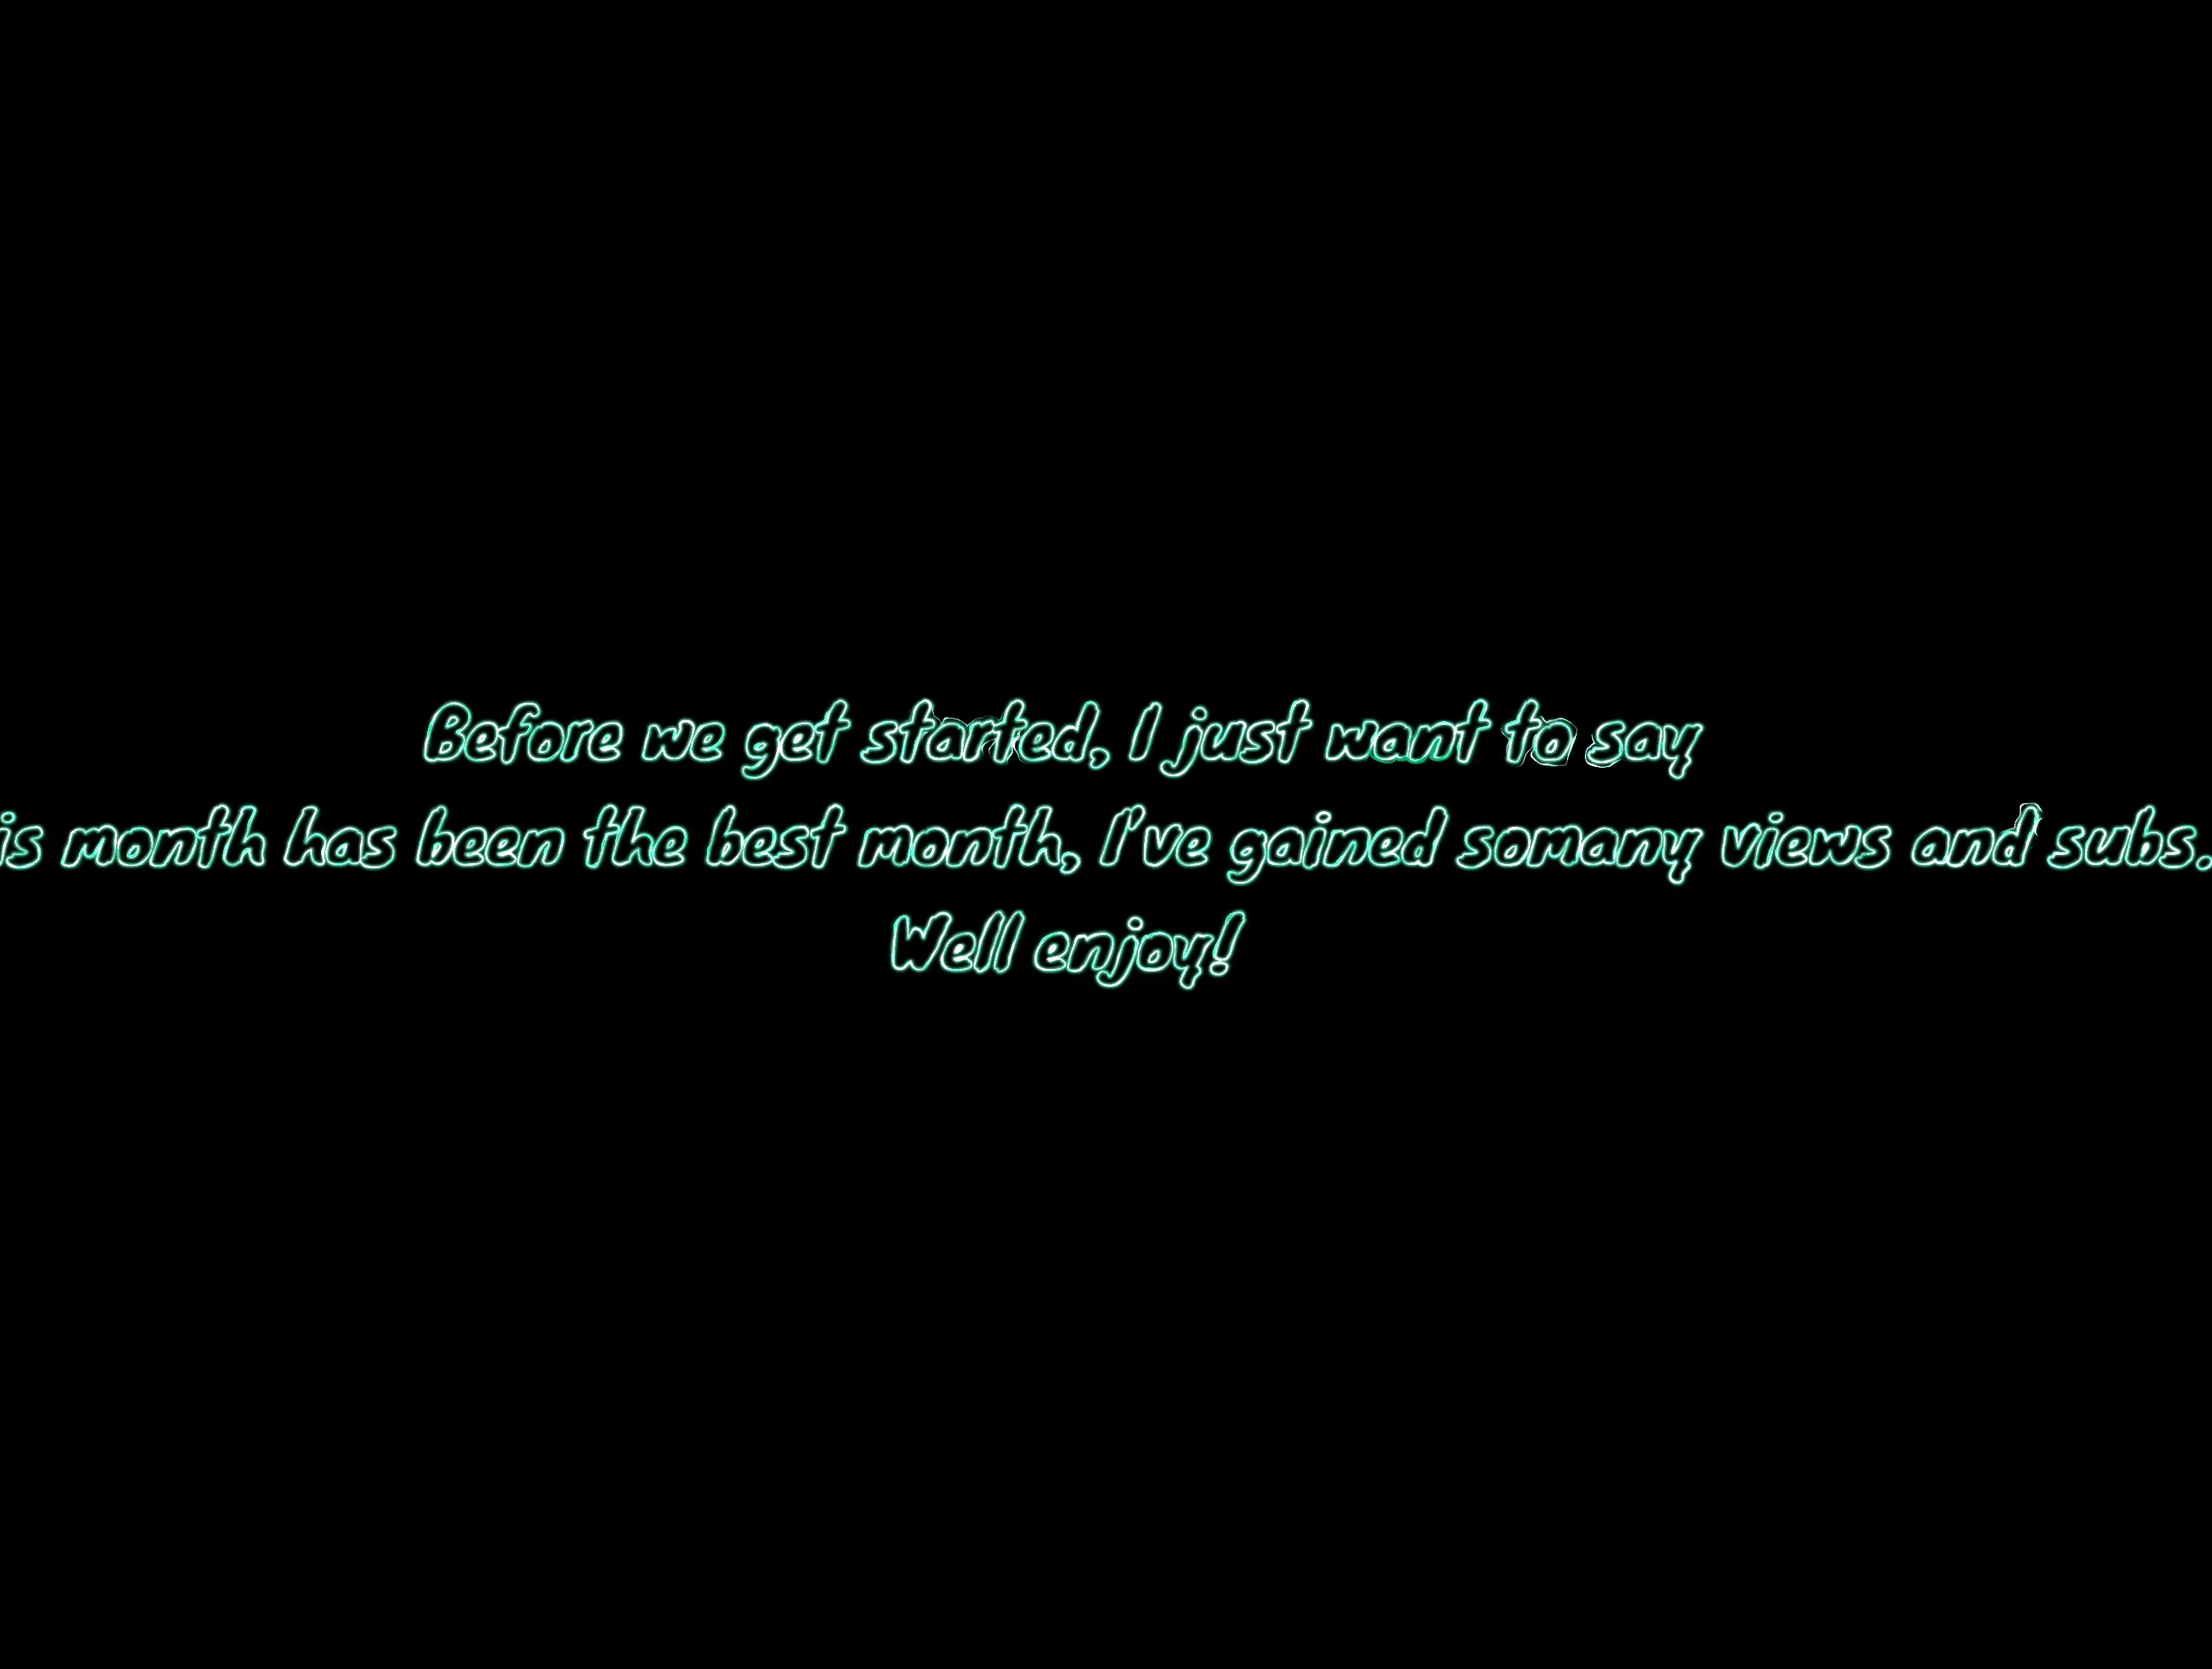 Before we get started, I just want to say
is month has been the best month, I've gained somany views and subs.
Well enjoy!